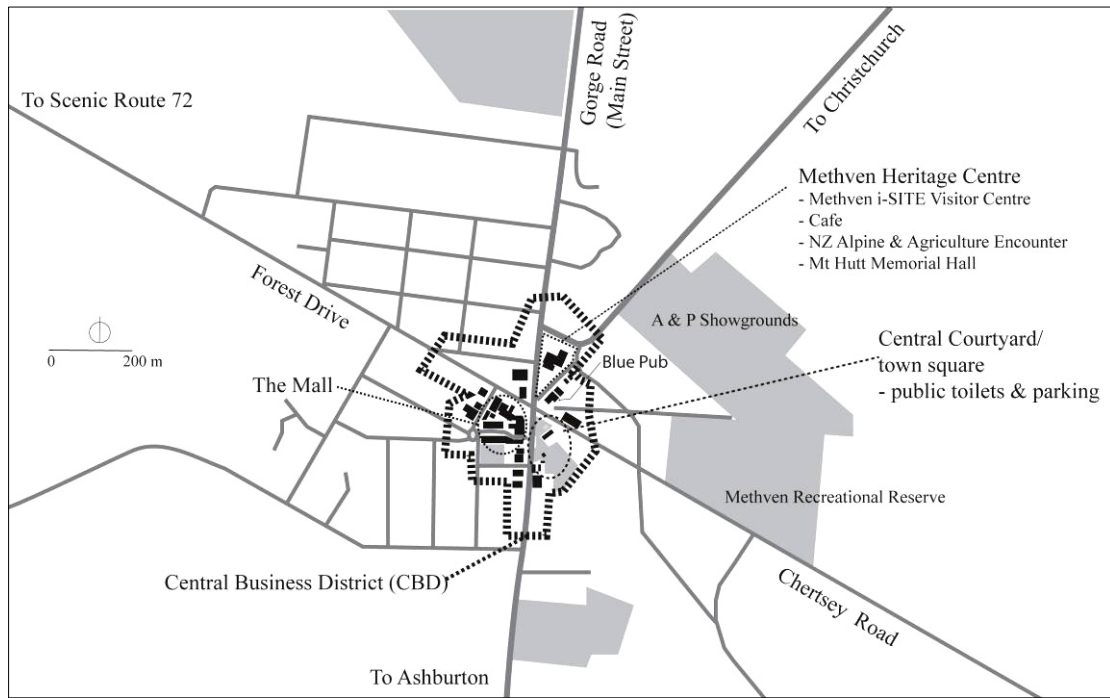 Gorge Road
(Main Street)
To Christchurch
To Scenic Route 72
Methven Heritage Centre
- Methven i-SITE Visitor Centre
- Cafe
- NZ Alpine & Agriculture Encounter
- Mt Hutt Memorial Hall
Forest Drive
A & P Showgrounds
0 200 m
Central Courtyard/
town square
- public toilets & parking
Blue Pub
The Mall
Methven Recreational Reserve
Central Business District (CBD)
Chertsey Road
To Ashburton